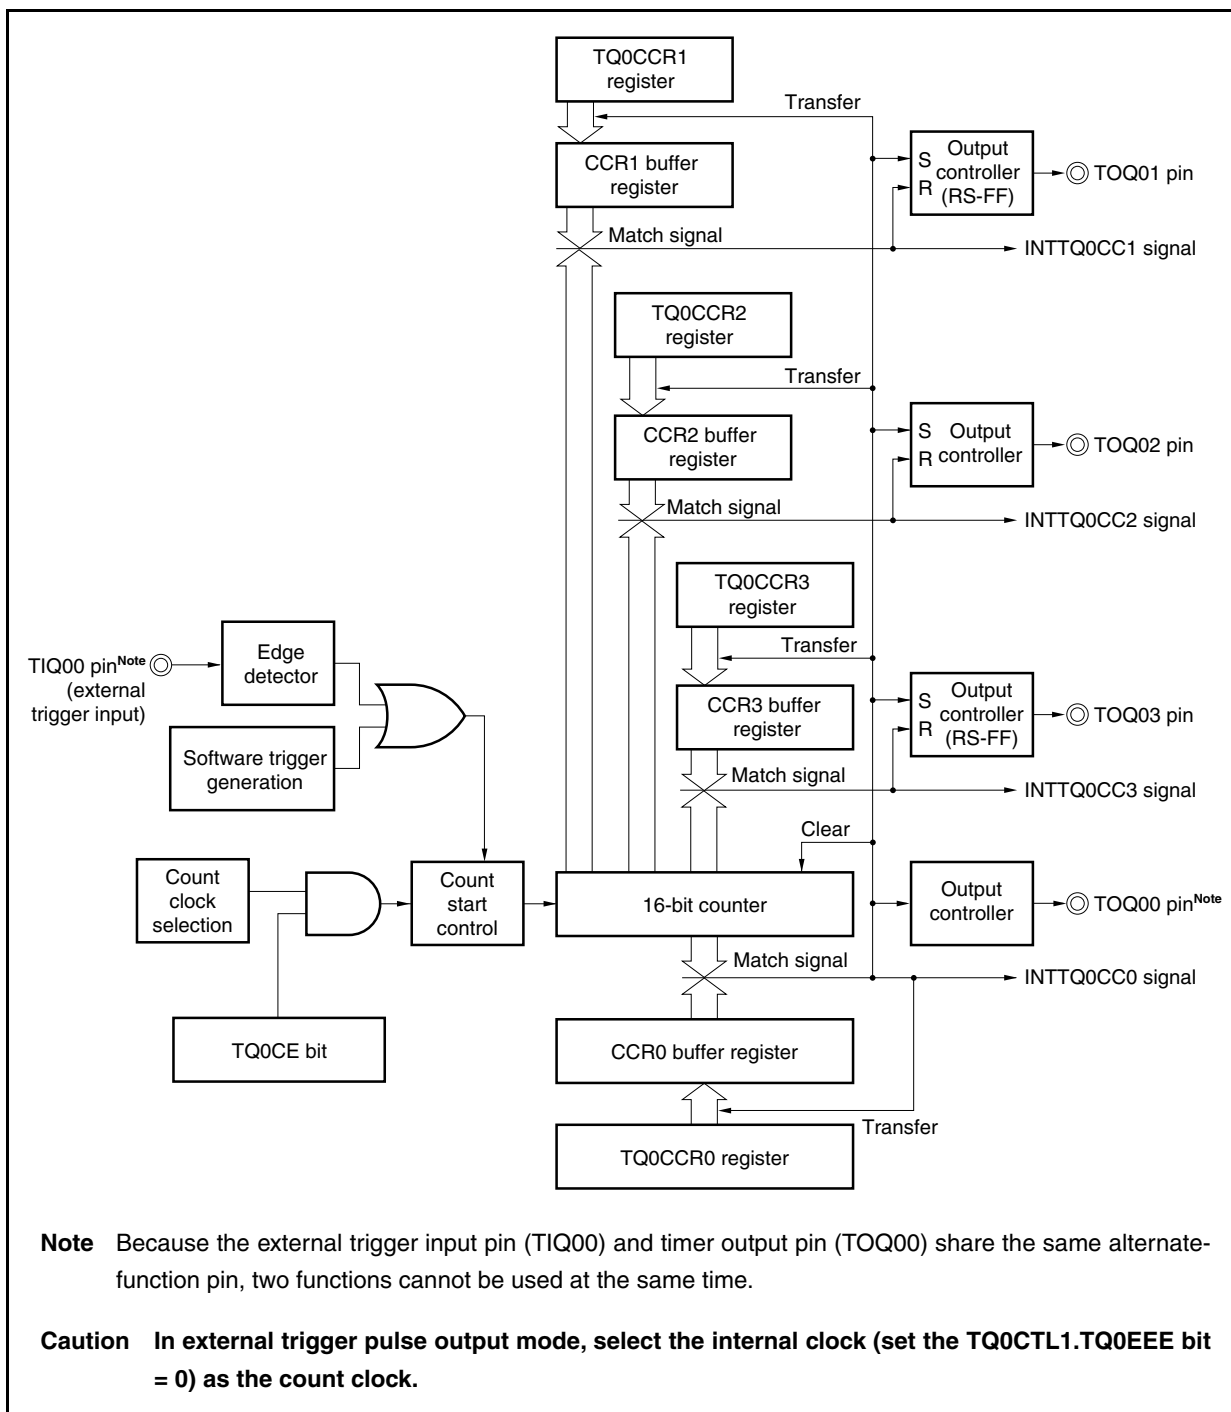 TQ0CCR1
register
Transfer
CCR1 buffer
register
S
R
Output
controller
(RS-FF)
TOQ01 pin
Match signal
INTTQ0CC1 signal
TQ0CCR2
register
Transfer
CCR2 buffer
register
S
R
Output
controller
TOQ02 pin
Match signal
INTTQ0CC2 signal
TQ0CCR3
register
Transfer
TIQ00 pinNote
(external
trigger input)
Edge
detector
CCR3 buffer
register
S
R
Output
controller
(RS-FF)
TOQ03 pin
Software trigger
generation
Match signal
INTTQ0CC3 signal
Clear
Count
clock
selection
Count
start
control
16-bit counter
Output
controller
TOQ00 pinNote
Match signal
INTTQ0CC0 signal
TQ0CE bit
CCR0 buffer register
Transfer
TQ0CCR0 register
Note Because the external trigger input pin (TIQ00) and timer output pin (TOQ00) share the same alternate-
function pin, two functions cannot be used at the same time.
Caution In external trigger pulse output mode, select the internal clock (set the TQ0CTL1.TQ0EEE bit
= 0) as the count clock.